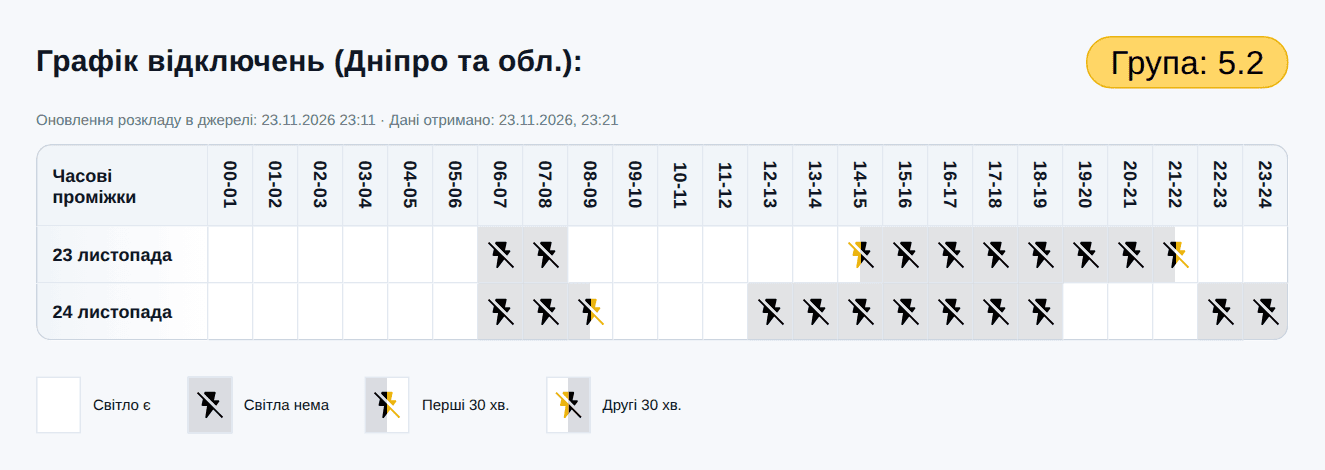 Графік відключень (Дніпро та обл.):
Група: 5.2
Оновлення розкладу в джерелі: 23.11.2026 23:11 · Дані отримано: 23.11.2026, 23:21
Часові
проміжки
00-01
01-02
02-03
03-04
04-05
05-06
06-07
07-08
08-09
09-10
10-11
11-12
12-13
13-14
14-15
15-16
16-17
17-18
18-19
19-20
20-21
21-22
22-23
23-24
23 листопада
24 листопада
Світло є
Світла нема
Перші 30 хв.
Другі 30 хв.